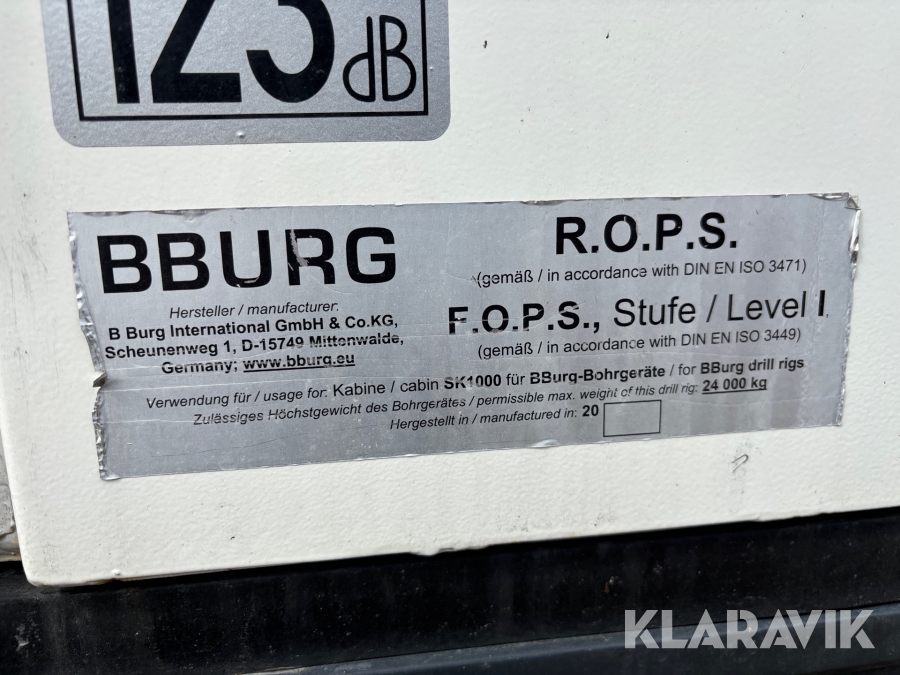 123 dB
BBURG
Hersteller / manufacturer:
B Burg International GmbH & Co.KG,
Scheunenweg 1, D-15749 Mittenwalde,
Germany; www.bburg.eu
R.O.P.S.
(gemäß / in accordance with DIN EN ISO 3471)
F.O.P.S., Stufe / Level I,
(gemäß / in accordance with DIN EN ISO 3449)
Verwendung für / usage for: Kabine / cabin SK1000 für BBurg-Bohrgeräte / for BBurg drill rigs
Zulässiges Höchstgewicht des Bohrgerätes / permissible max. weight of this drill rig: 24 000 kg
Hergestellt in / manufactured in: 20
KLARAVIK